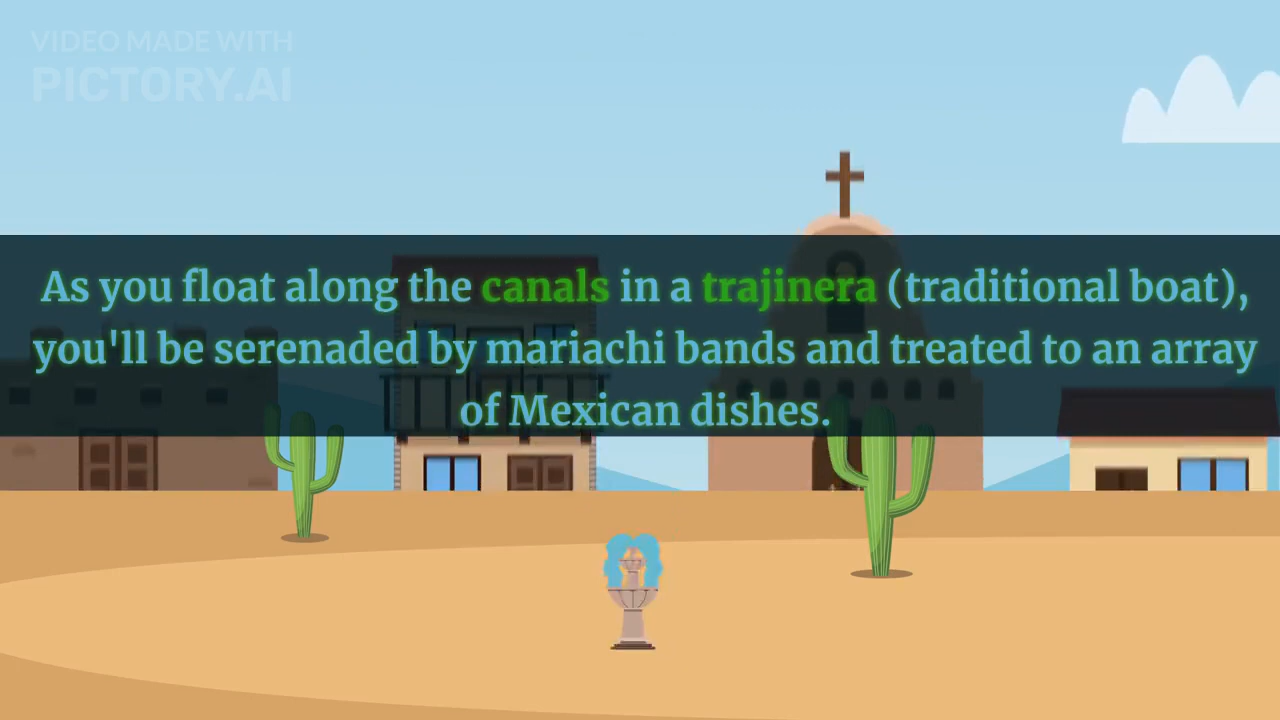 VIDEO MADE WITH
PICTORY.AI
As you float along the canals in a trajinera (traditional boat),
you'll be serenaded by mariachi bands and treated to an array
of Mexican dishes.